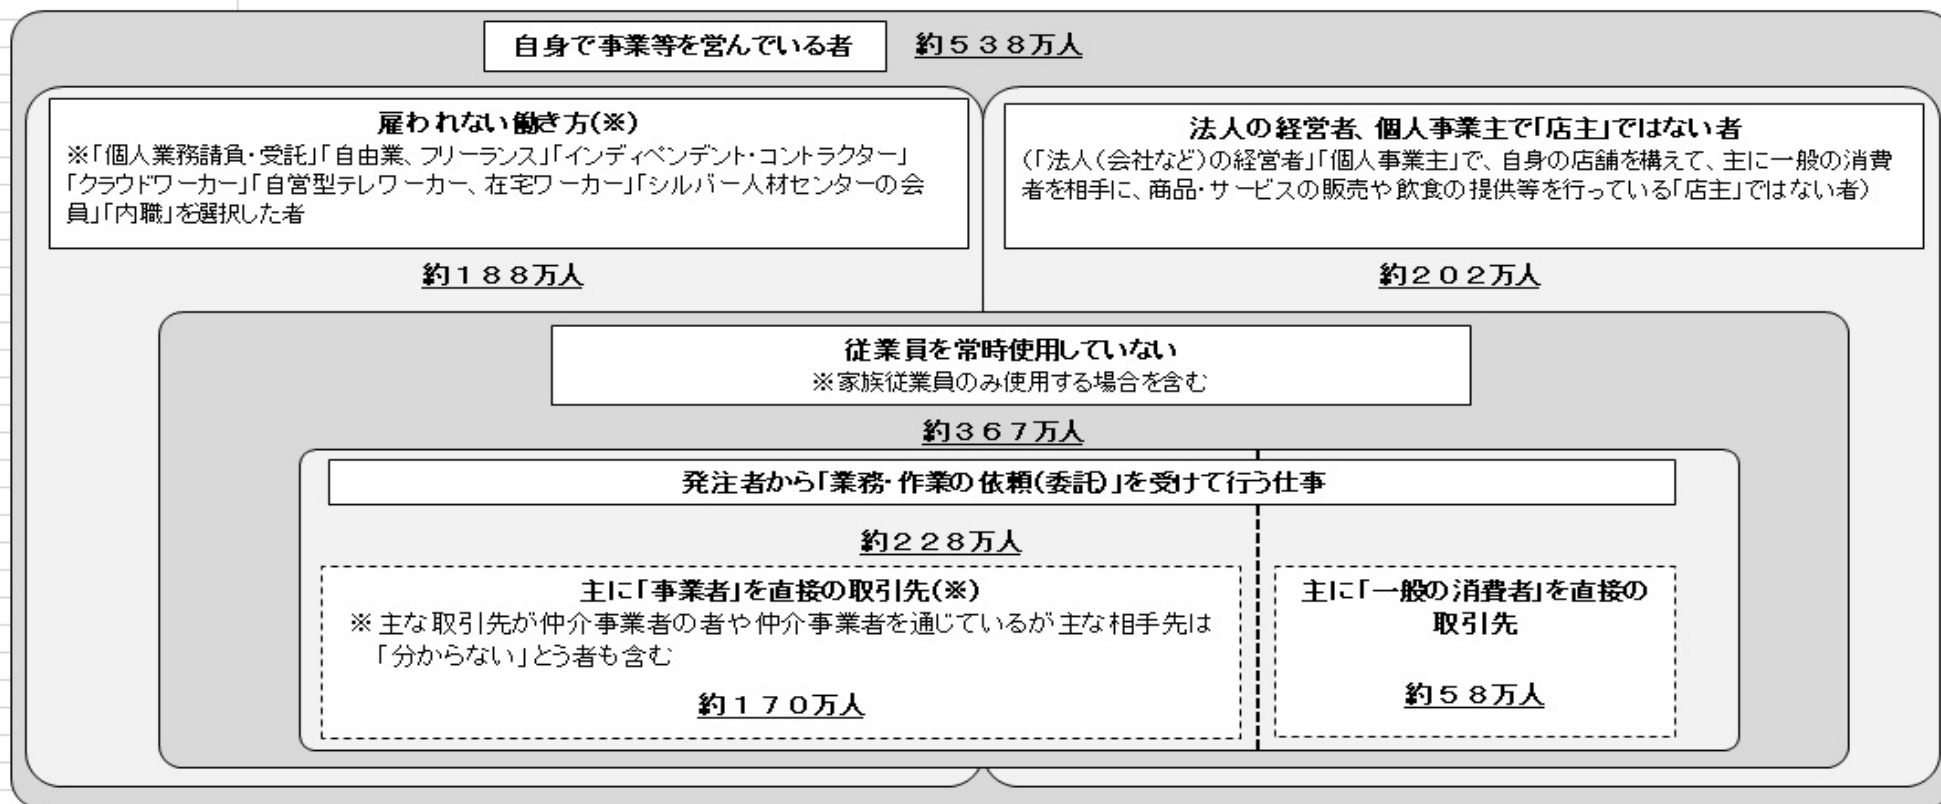 自身で事業等を営んでいる者
約５３８万人
雇われない働き方(※)
※「個人業務請負・受託」「自由業、フリーランス」「インディペンデント・コントラクター」
「クラウドワーカー」「自営型テレワーカー、在宅ワーカー」「シルバー人材センターの会
員」「内職」を選択した者
約１８８万人
法人の経営者、個人事業主で「店主」ではない者
(「法人(会社など)の経営者」「個人事業主」で、自身の店舗を構えて、主に一般の消費
者を相手に、商品・サービスの販売や飲食の提供等を行っている「店主」ではない者)
約２０２万人
従業員を常時使用していない
※家族従業員のみ使用する場合を含む
約３６７万人
発注者から「業務・作業の依頼(委託)」を受けて行う仕事
約２２８万人
主に「事業者」を直接の取引先(※)
※主な取引先が仲介事業者の者や仲介事業者を通じているが主な相手先は
「分からない」とう者も含む
約１７０万人
主に「一般の消費者」を直接の
取引先
約５８万人